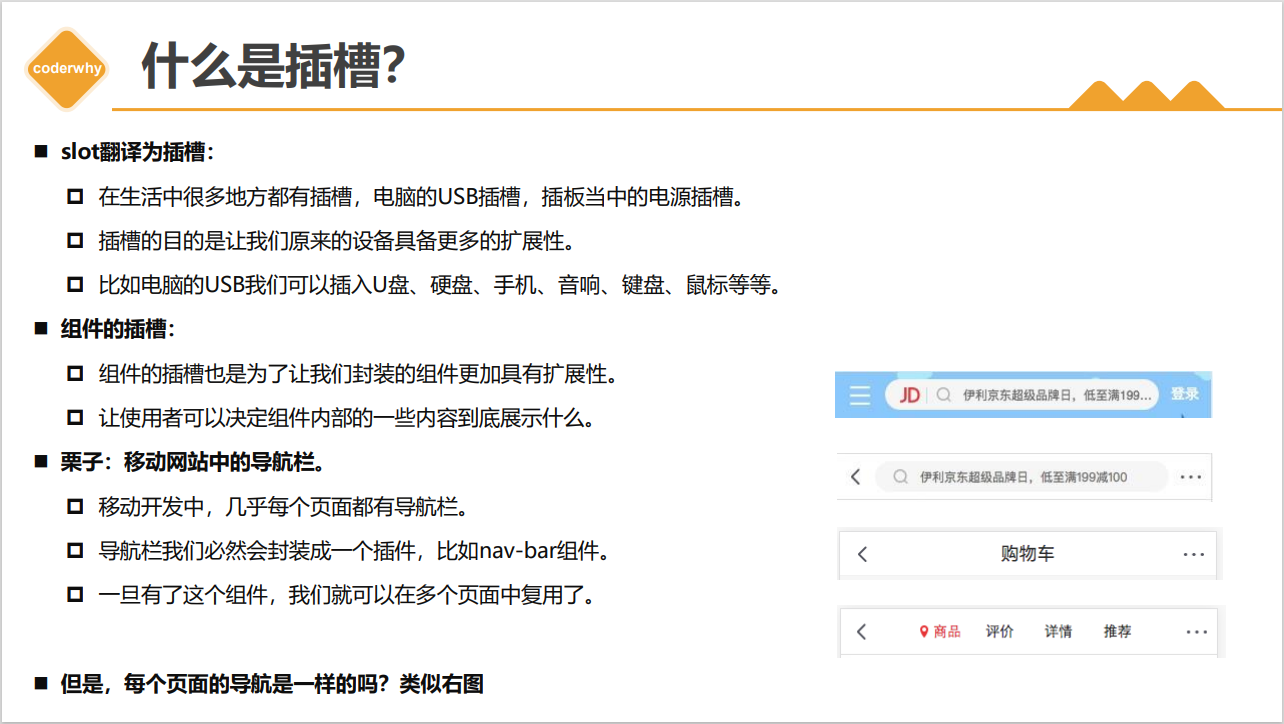 coderwhy
什么是插槽?
slot翻译为插槽：
在生活中很多地方都有插槽，电脑的USB插槽，插板当中的电源插槽。
插槽的目的是让我们原来的设备具备更多的扩展性。
比如电脑的USB我们可以插入U盘、硬盘、手机、音响、键盘、鼠标等等。
组件的插槽：
组件的插槽也是为了让我们封装的组件更加具有扩展性。
让使用者可以决定组件内部的一些内容到底展示什么。
栗子：移动网站中的导航栏。
移动开发中，几乎每个页面都有导航栏。
导航栏我们必然会封装成一个插件，比如nav-bar组件。
一旦有了这个组件，我们就可以在多个页面中复用了。
但是，每个页面的导航是一样的吗？类似右图
JD 伊利京东超级品牌日，低至满199... 登录
伊利京东超级品牌日，低至满199减100 ···
购物车 ···
商品 评价 详情 推荐 ···